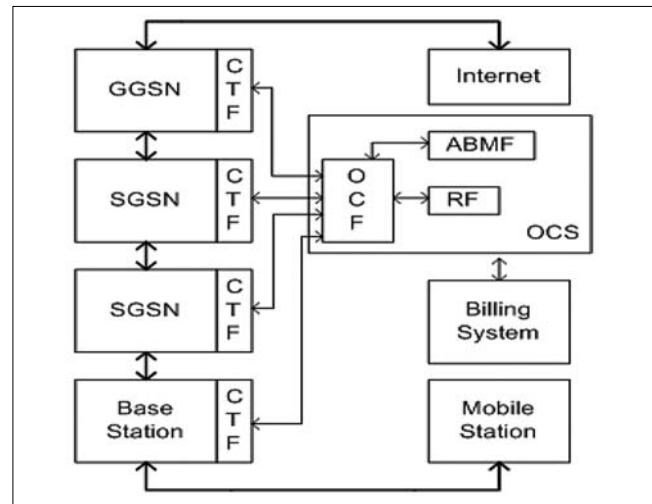 GGSN
C
T
F
Internet
SGSN
C
T
F
O
C
F
ABMF
RF
OCS
SGSN
C
T
F
Billing
System
Base
Station
C
T
F
Mobile
Station